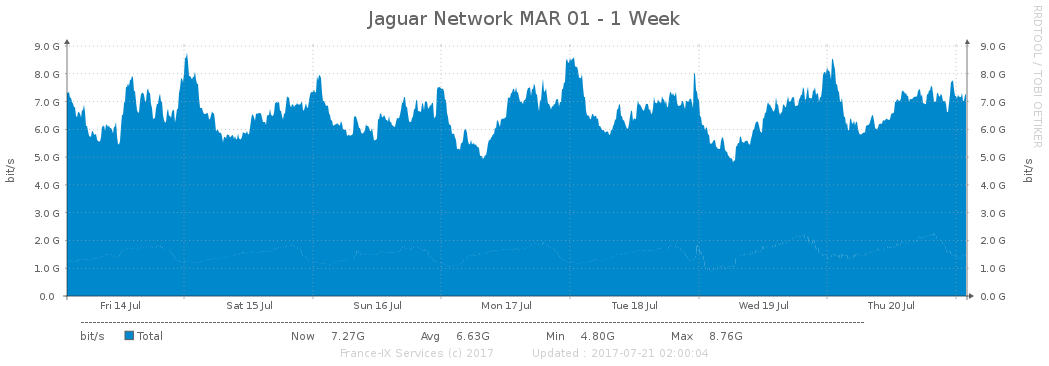 Jaguar Network MAR 01 - 1 Week
RRDTOOL / TOBI OETIKER
bit/s
9.0 G
8.0 G
7.0 G
6.0 G
5.0 G
4.0 G
3.0 G
2.0 G
1.0 G
0.0
9.0 G
8.0 G
7.0 G
6.0 G
5.0 G
4.0 G
3.0 G
2.0 G
1.0 G
0.0 G
bit/s
Fri 14 Jul Sat 15 Jul Sun 16 Jul Mon 17 Jul Tue 18 Jul Wed 19 Jul Thu 20 Jul
bit/s Total Now 7.27G Avg 6.63G Min 4.80G Max 8.76G
France-IX Services (c) 2017 Updated : 2017-07-21 02:00:04